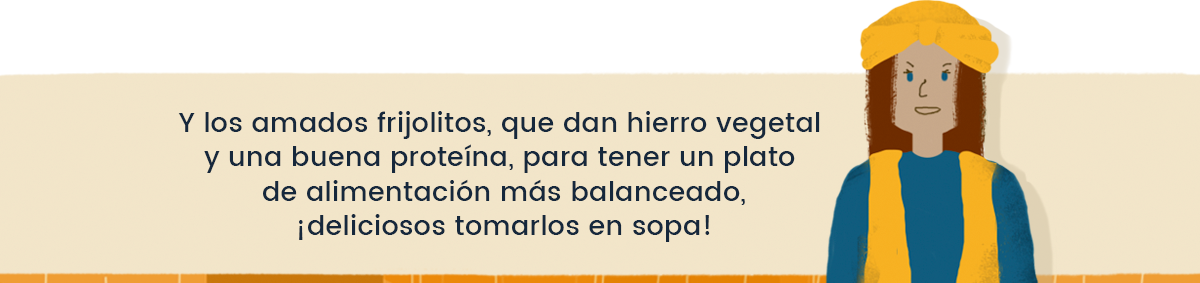 Y los amados frijolitos, que dan hierro vegetal
y una buena proteína, para tener un plato
de alimentación más balanceado,
¡deliciosos tomarlos en sopa!